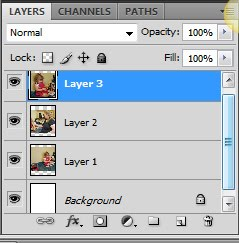 LAYERS CHANNELS PATHS
Normal Opacity: 100%
Lock: Fill: 100%
Layer 3
Layer 2
Layer 1
Background
fx